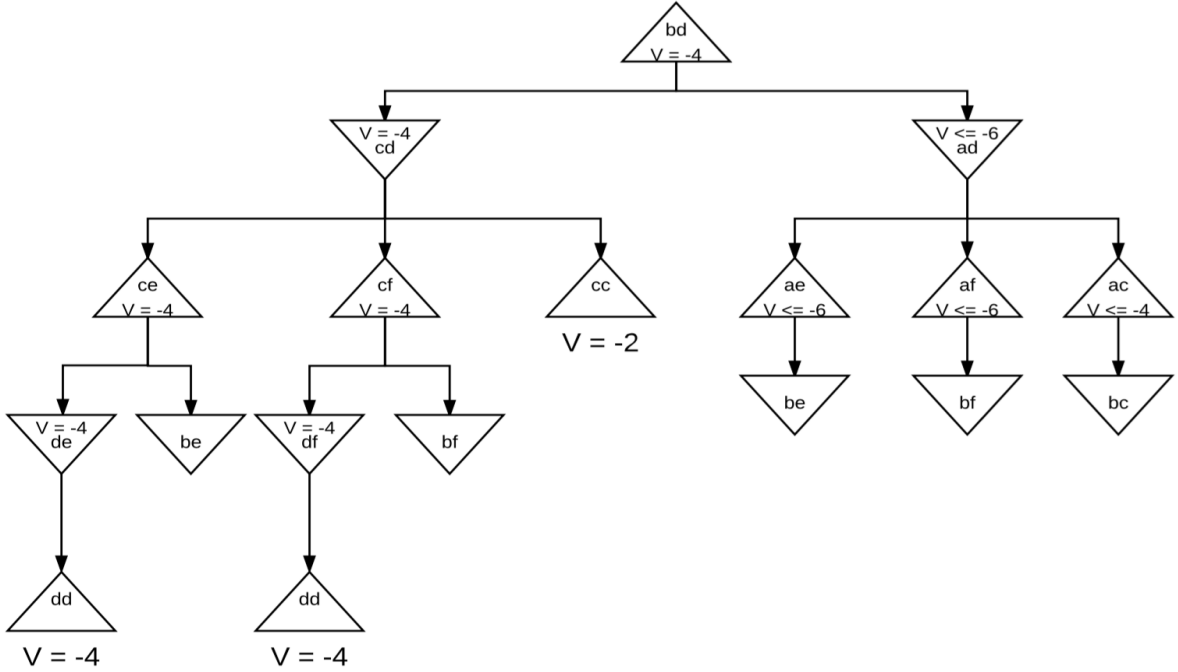 bd
V = -4
V = -4
cd
V <= -6
ad
ce
V = -4
cf
V = -4
cc
V = -2
ae
V <= -6
af
V <= -6
ac
V <= -4
be
bf
bc
V = -4
de
be
V = -4
df
bf
dd
V = -4
dd
V = -4